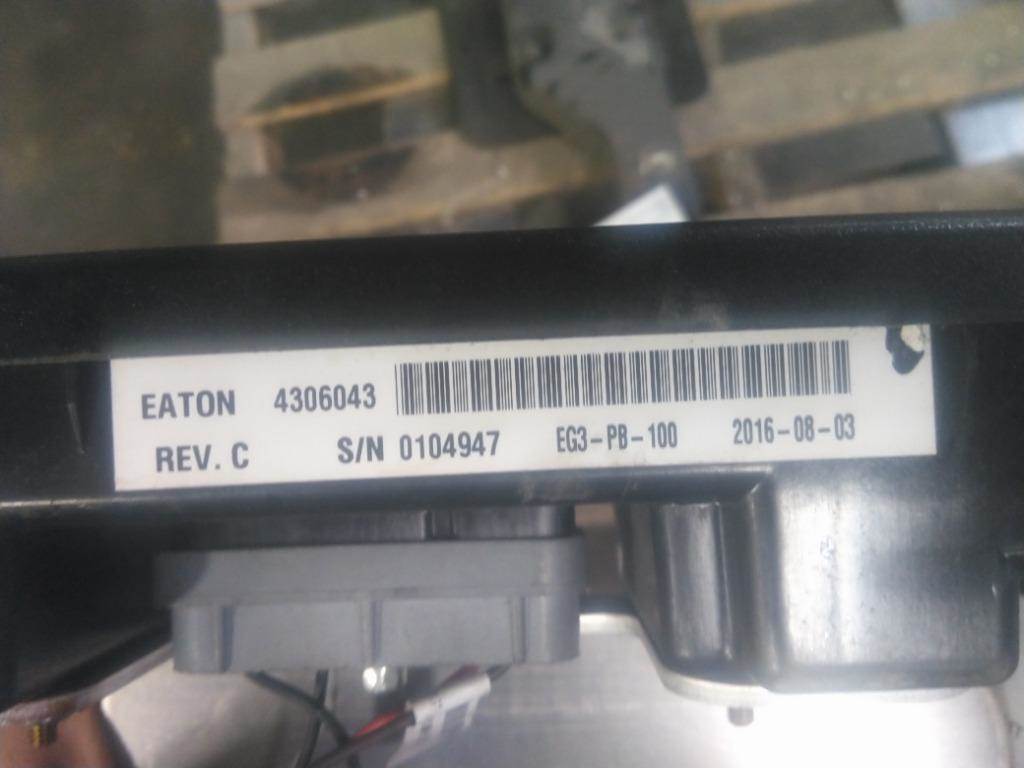 EATON 4306043
REV. C S/N 0104947 EG3-PB-100 2016-08-03